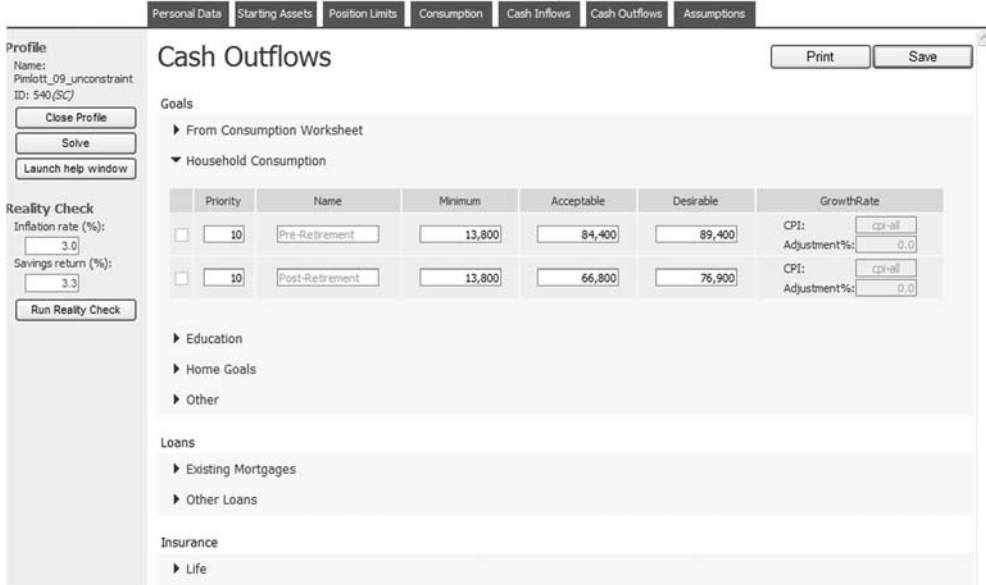 Personal Data Starting Assets Position Limits Consumption Cash Inflows Cash Outflows Assumptions
Profile
Name:
Pimlott_09_unconstraint
ID: 540(SC)
Close Profile
Solve
Launch help window
Reality Check
Inflation rate (%):
3.0
Savings return (%):
3.3
Run Reality Check
Cash Outflows
Print Save
Goals
From Consumption Worksheet
Household Consumption
Priority Name Minimum Acceptable Desirable GrowthRate
10 Pre-Retirement 13,800 84,400 89,400 CPI: cpi-all
Adjustment%: 0.0
10 Post-Retirement 13,800 66,800 76,900 CPI: cpi-all
Adjustment%: 0.0
Education
Home Goals
Other
Loans
Existing Mortgages
Other Loans
Insurance
Life